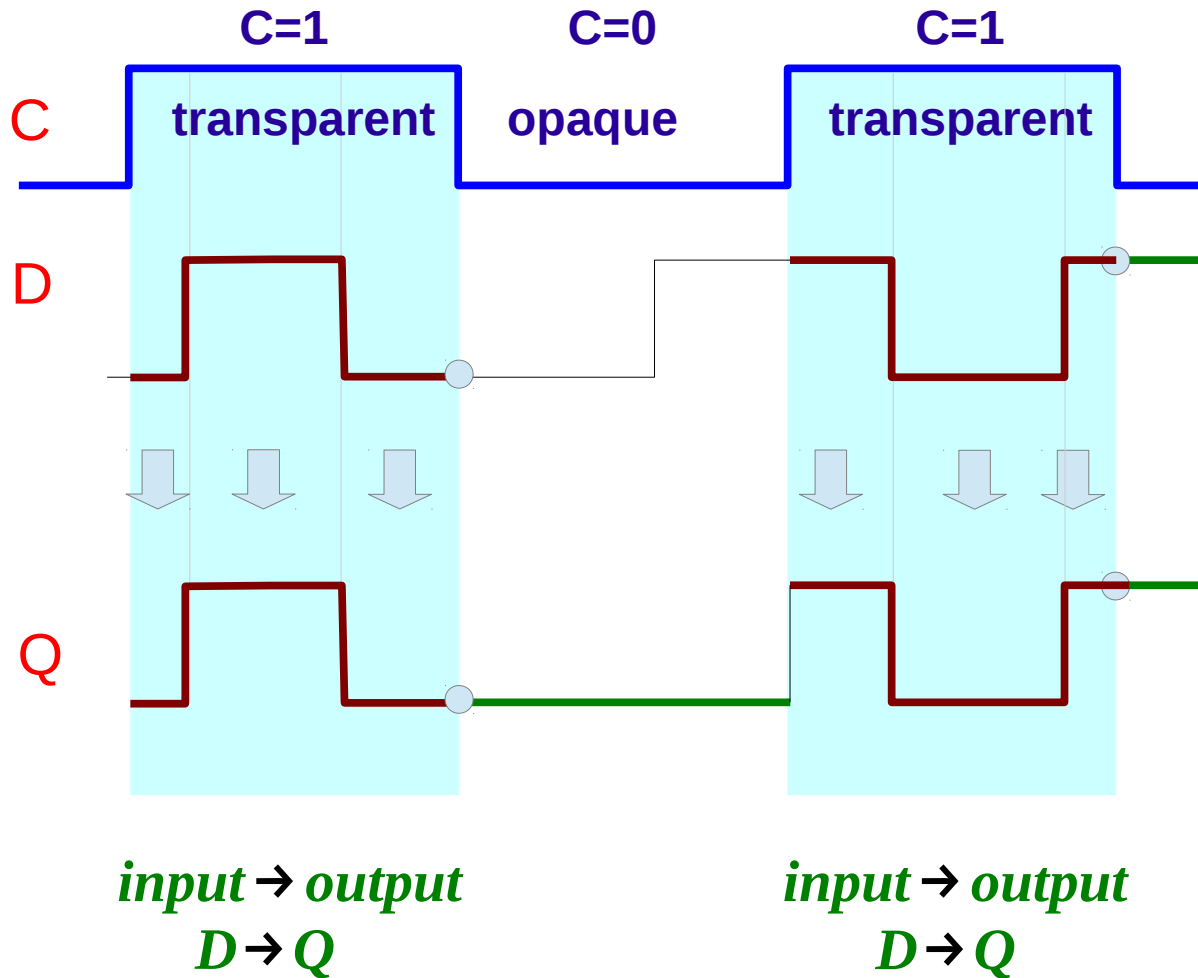 C=1 C=0 C=1
C transparent opaque transparent
D
Q
input → output input → output
D → Q D → Q